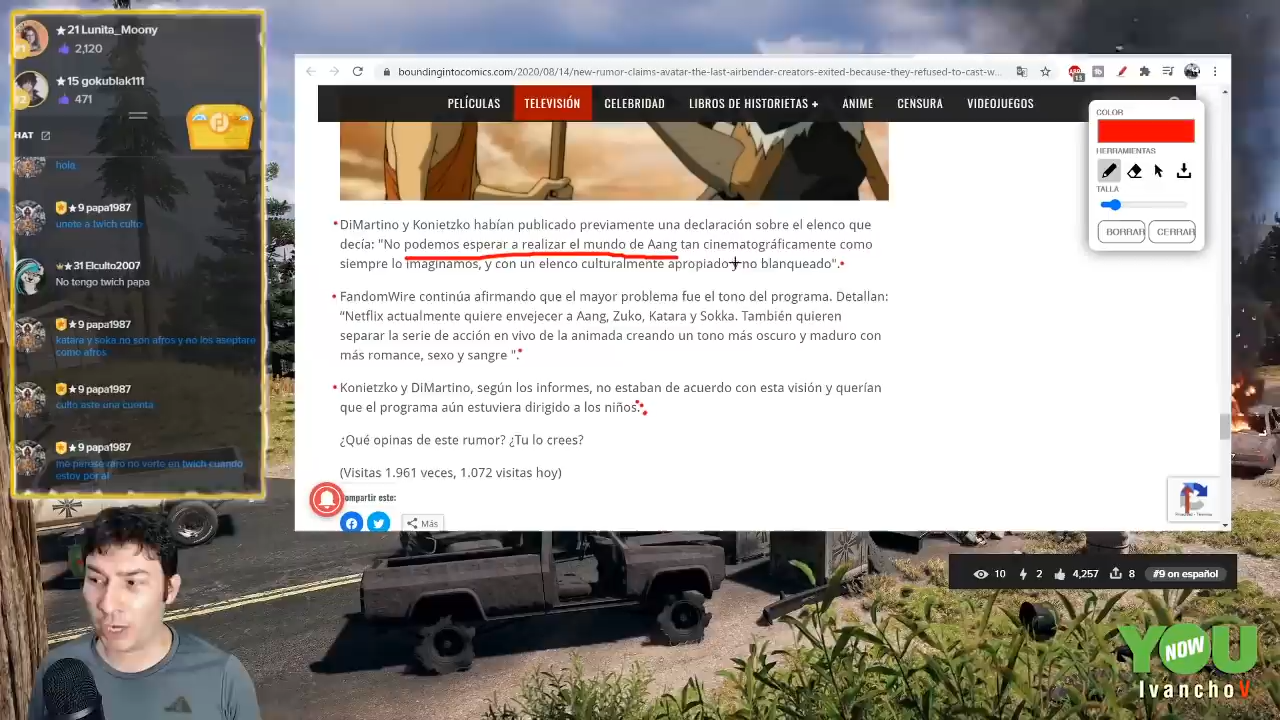 ★21 Lunita_Moony
#1
2,120
★15 gokublak111
471
HAT
hola
★9 papa1987
unete a twich culto
★31 Elculto2007
No tengo twich papa
★9 papa1987
katara y soka no son afros y no los aseptare
como afros
★9 papa1987
culto aste una cuenta
★9 papa1987
me parese raro no verte en twich cuando
estoy por al
boundingintocomics.com/2020/08/14/new-rumor-claims-avatar-the-last-airbender-creators-exited-because-they-refused-to-cast-w...
PELÍCULAS
TELEVISIÓN
CELEBRIDAD
LIBROS DE HISTORIETAS +
ANIME
CENSURA
VIDEOJUEGOS
DiMartino y Konietzko habían publicado previamente una declaración sobre el elenco que
decía: "No podemos esperar a realizar el mundo de Aang tan cinematográficamente como
siempre lo imaginamos, y con un elenco culturalmente apropiado y no blanqueado".
FandomWire continúa afirmando que el mayor problema fue el tono del programa. Detallan:
“Netflix actualmente quiere envejecer a Aang, Zuko, Katara y Sokka. También quieren
separar la serie de acción en vivo de la animada creando un tono más oscuro y maduro con
más romance, sexo y sangre ".
Konietzko y DiMartino, según los informes, no estaban de acuerdo con esta visión y querían
que el programa aún estuviera dirigido a los niños.
¿Qué opinas de este rumor? ¿Tu lo crees?
(Visitas 1.961 veces, 1.072 visitas hoy)
ompartir este:
Más
COLOR
HERRAMIENTAS
TALLA
BORRAR
CERRAR
10
2
4,257
8
#9 on español
YOU
NOW
IvanchoV